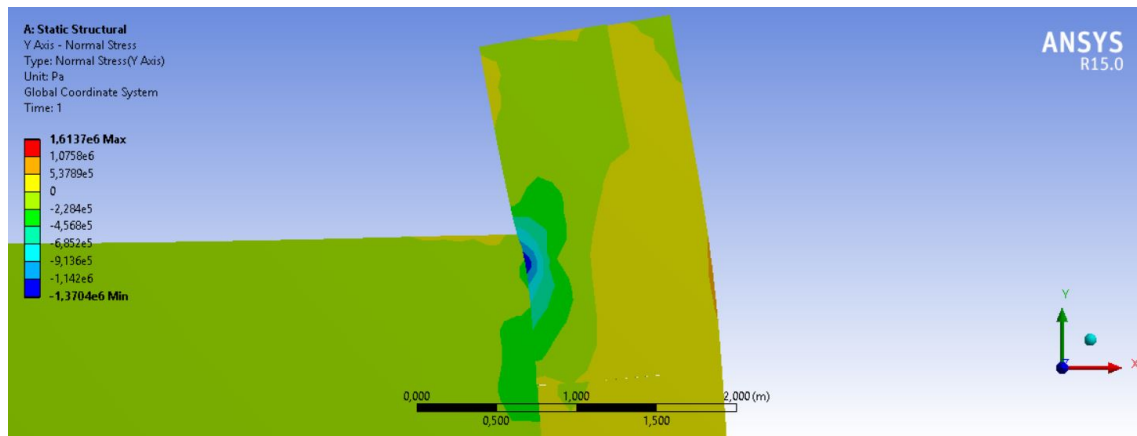 A: Static Structural
Y Axis - Normal Stress
Type: Normal Stress(Y Axis)
Unit: Pa
Global Coordinate System
Time: 1
1,6137e6 Max
1,0758e6
5,3789e5
0
-2,284e5
-4,568e5
-6,852e5
-9,136e5
-1,142e6
-1,3704e6 Min
ANSYS
R15.0
0,000 1,000 2,000 (m)
0,500 1,500
Y
Z
X